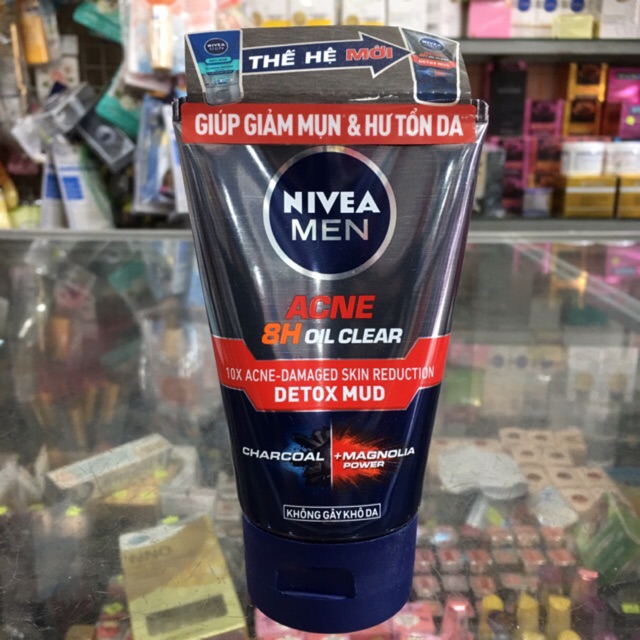 THẾ HỆ MỚI
GIÚP GIẢM MỤN & HƯ TỔN DA
NIVEA
MEN
ACNE
8H OIL CLEAR
10X ACNE-DAMAGED SKIN REDUCTION
DETOX MUD
CHARCOAL + MAGNOLIA
POWER
KHÔNG GÂY KHÔ DA